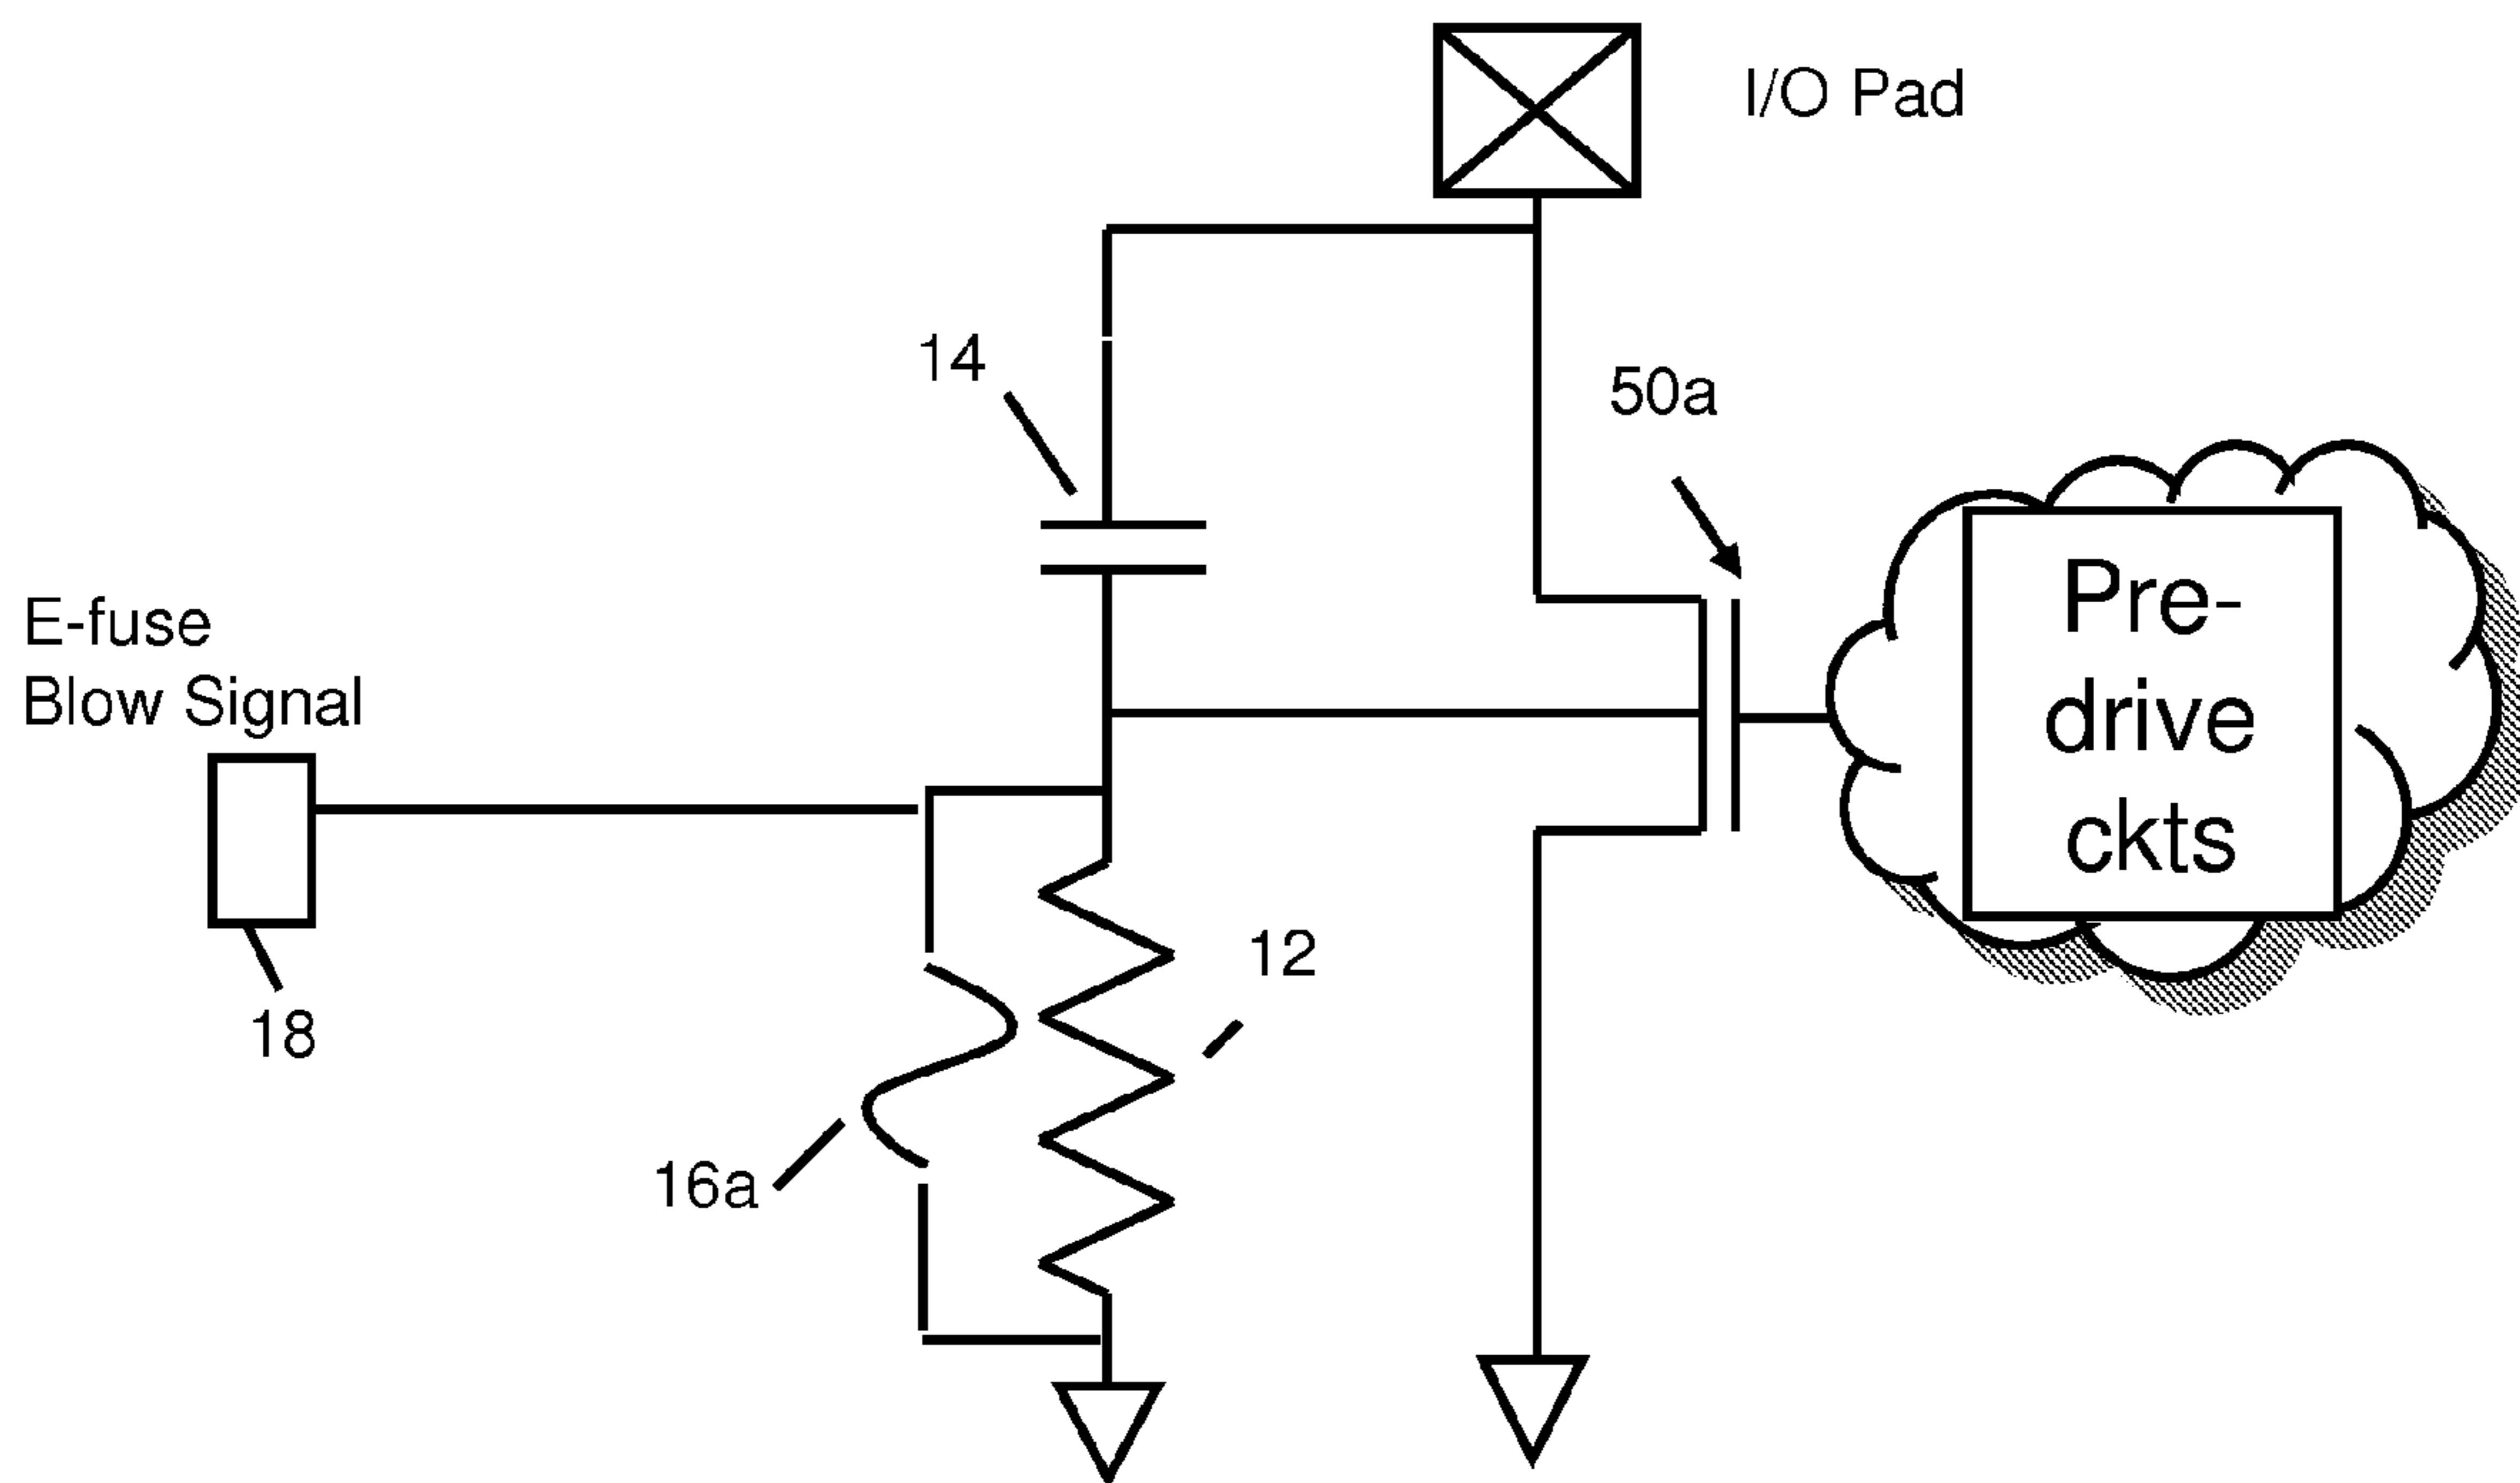 I/O Pad
14
50a
E-fuse
Blow Signal
Pre-
drive
ckts
12
18
16a